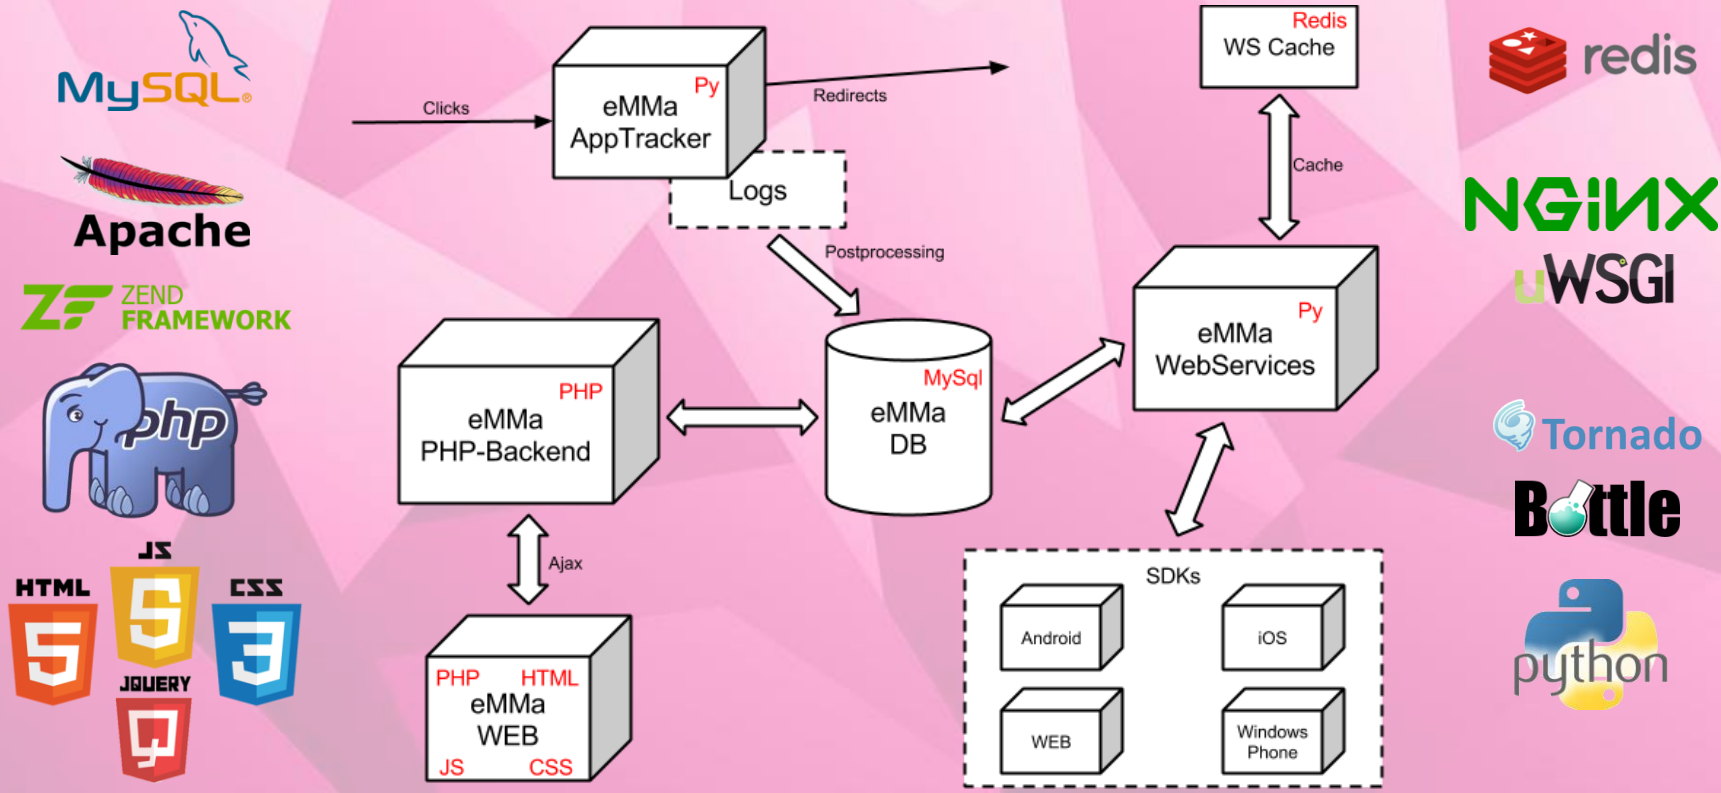 MySQL®
Apache
ZEND
FRAMEWORK
php
JS
HTML
CSS
5
3
JQUERY
Clicks
Py
eMMa
AppTracker
Redirects
Logs
Postprocessing
PHP
eMMa
PHP-Backend
Ajax
PHP HTML
eMMa
WEB
JS CSS
MySql
eMMa
DB
Redis
WS Cache
Cache
Py
eMMa
WebServices
SDKs
Android
iOS
WEB
Windows
Phone
redis
NGiNX
uWSGI
Tornado
Bottle
python